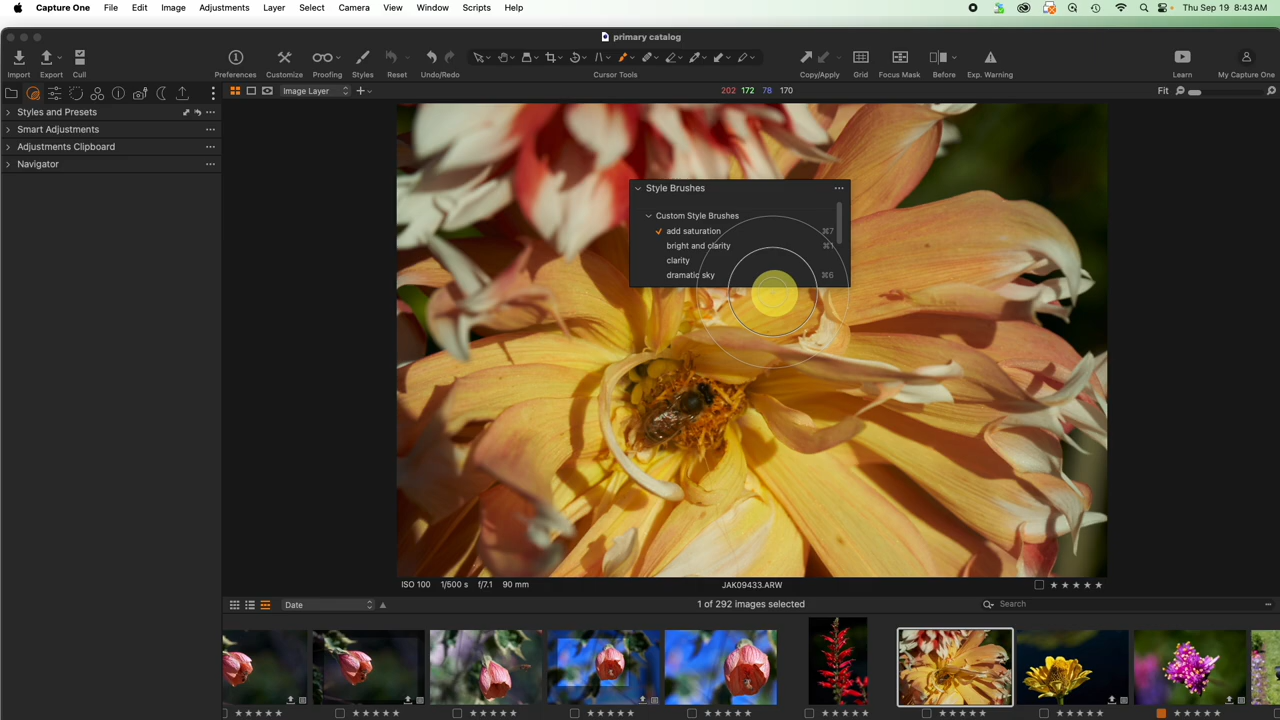 Capture One File Edit Image Adjustments Layer Select Camera View Window Scripts Help Thu Sep 19 8:43 AM
primary catalog
Import Export Cull Preferences Customize Proofing Styles Reset Undo/Redo Cursor Tools Copy/Apply Grid Focus Mask Before Exp. Warning Learn My Capture One
Image Layer 202 172 78 170 Fit
Styles and Presets
Smart Adjustments
Adjustments Clipboard
Navigator
Style Brushes
Custom Style Brushes
add saturation ⌘7
bright and clarity ⌘1
clarity
dramatic sky ⌘6
ISO 100 1/500 s f/7.1 90 mm JAK09433.ARW
Date 1 of 292 images selected Search